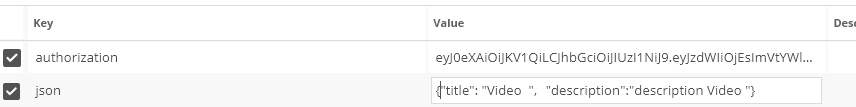 Key Value Desc
authorization eyJ0eXAiOiJKV1QiLCJhbGciOiJIUzI1NiJ9.eyJzdWIiOjEsImVtYWl...
json {"title": "Video ", "description":"description Video "}